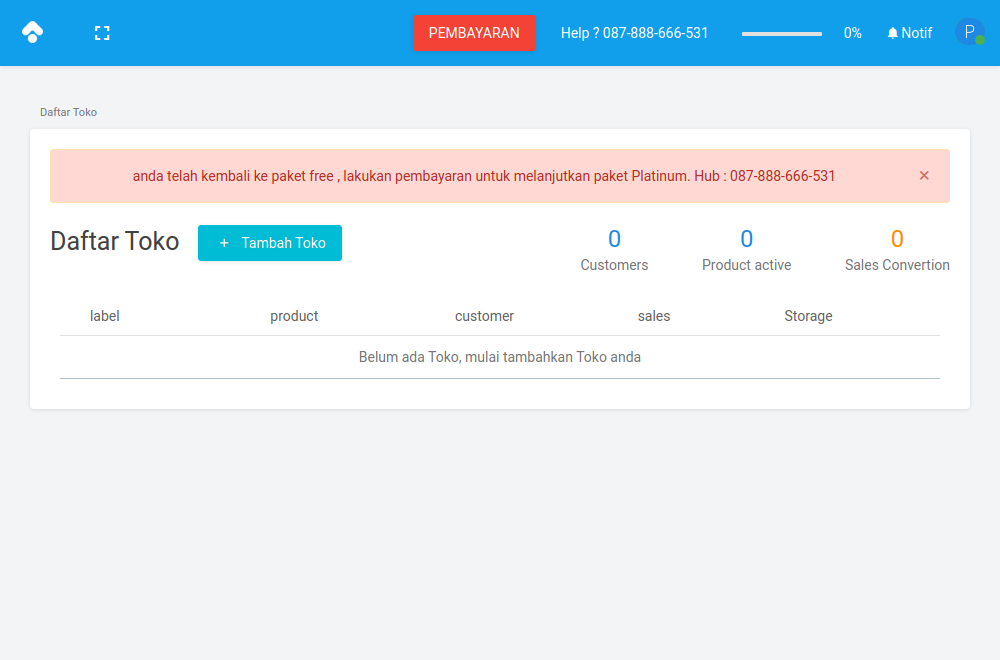 PEMBAYARAN Help ? 087-888-666-531 0% Notif P
Daftar Toko
anda telah kembali ke paket free , lakukan pembayaran untuk melanjutkan paket Platinum. Hub : 087-888-666-531 ×
Daftar Toko + Tambah Toko
0 0 0
Customers Product active Sales Convertion
label product customer sales Storage
Belum ada Toko, mulai tambahkan Toko anda